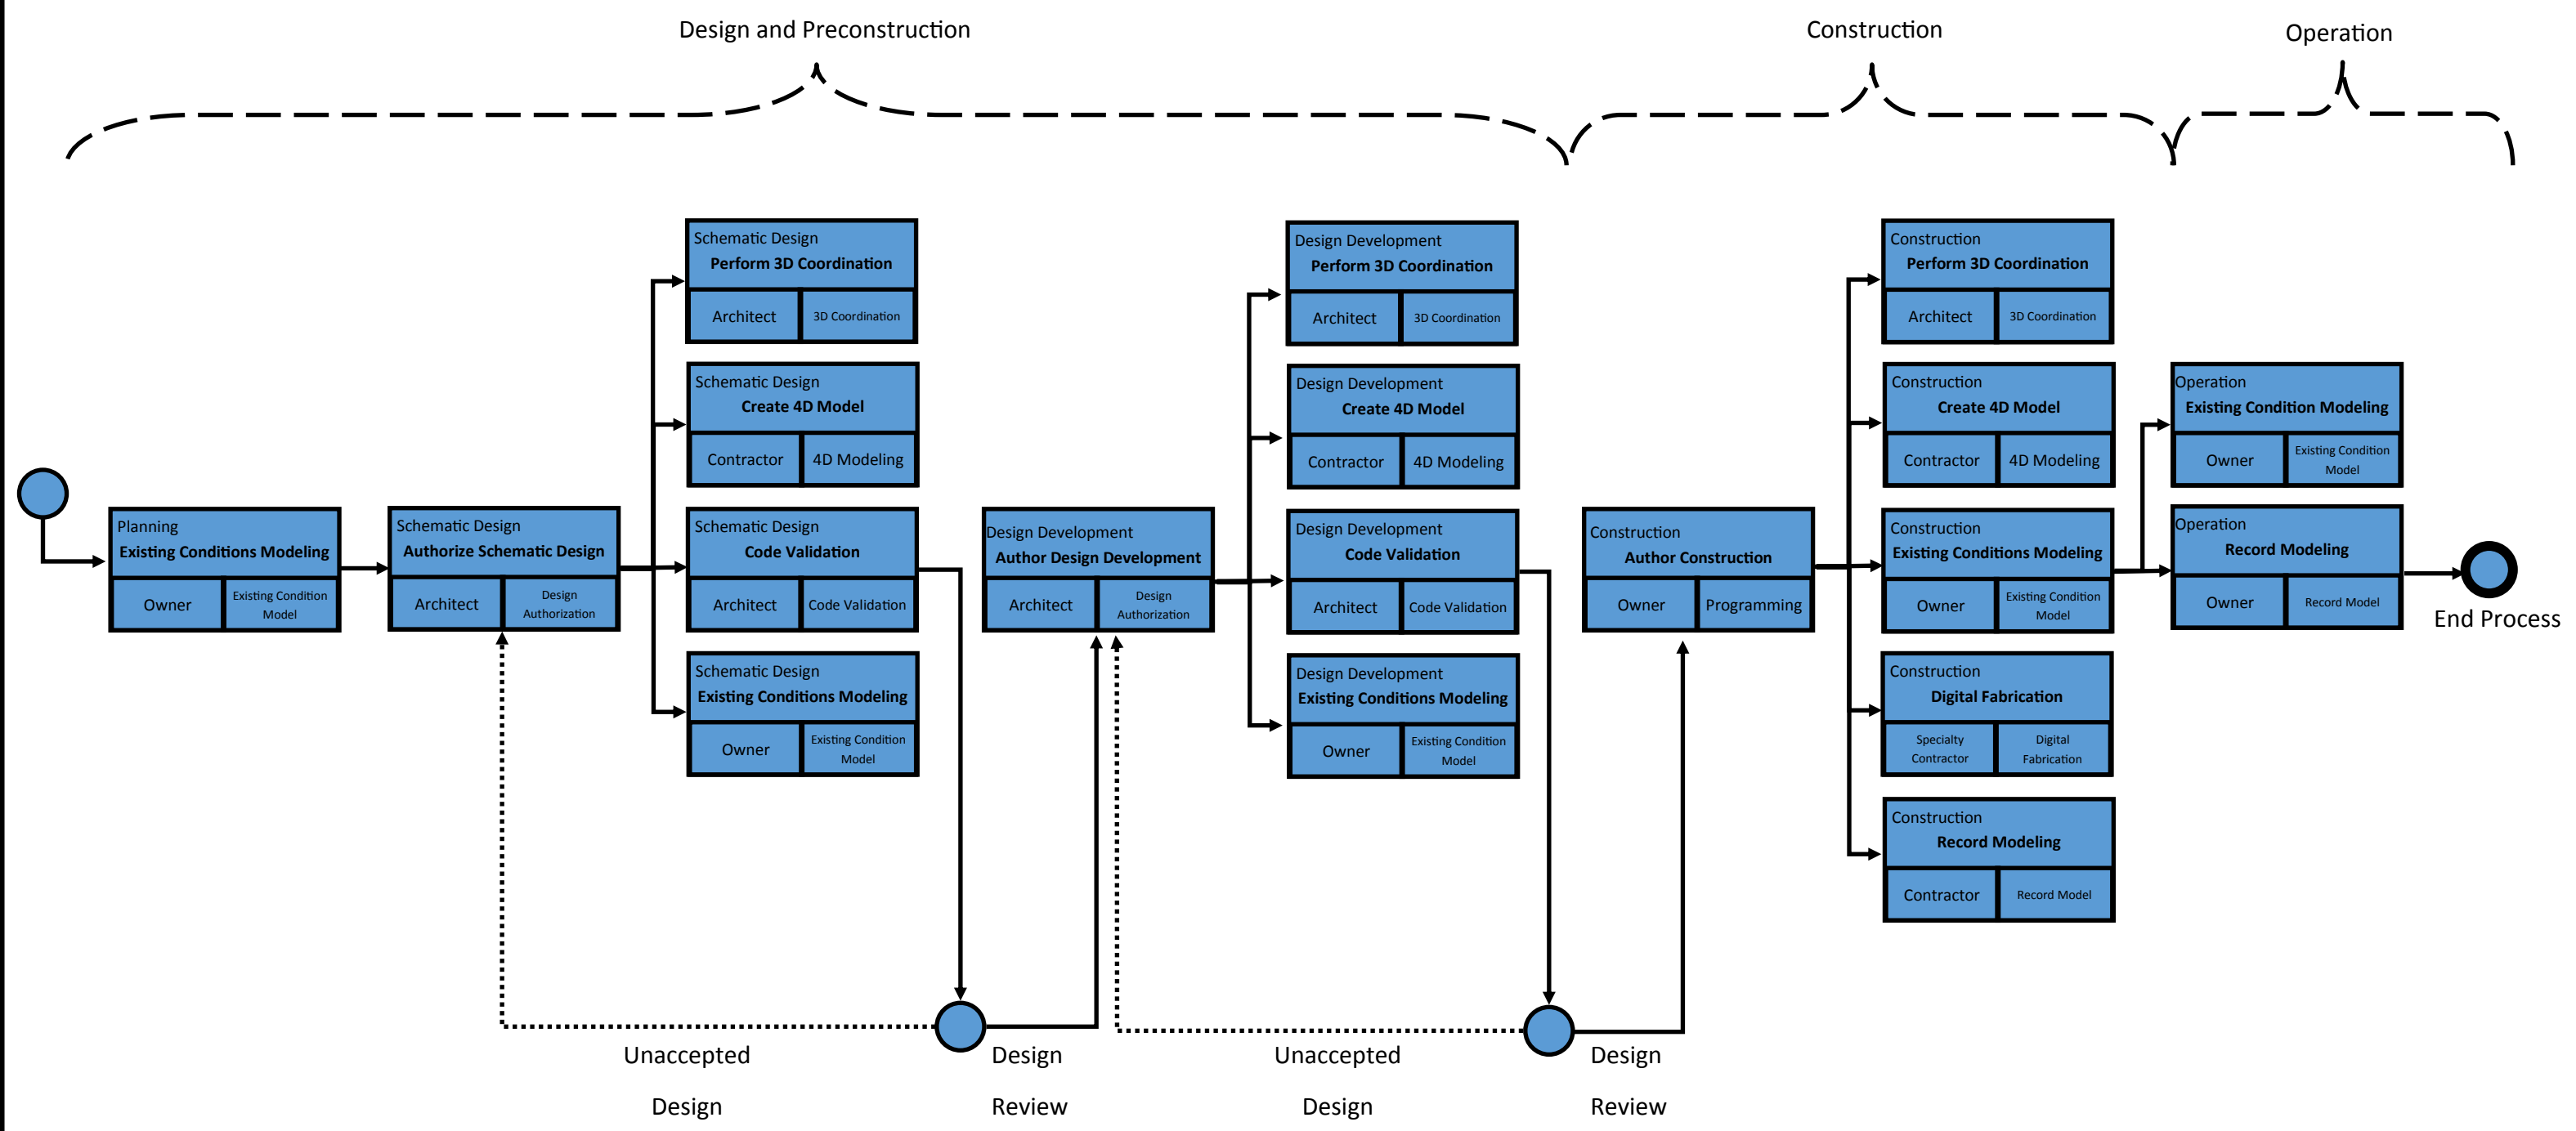 Design and Preconstruction
Construction
Operation
Planning
Existing Conditions Modeling
Owner
Existing Condition
Model
Schematic Design
Authorize Schematic Design
Architect
Design
Authorization
Schematic Design
Perform 3D Coordination
Architect
3D Coordination
Schematic Design
Create 4D Model
Contractor
4D Modeling
Schematic Design
Code Validation
Architect
Code Validation
Schematic Design
Existing Conditions Modeling
Owner
Existing Condition
Model
Unaccepted
Design
Design
Review
Design Development
Author Design Development
Architect
Design
Authorization
Design Development
Perform 3D Coordination
Architect
3D Coordination
Design Development
Create 4D Model
Contractor
4D Modeling
Design Development
Code Validation
Architect
Code Validation
Design Development
Existing Conditions Modeling
Owner
Existing Condition
Model
Unaccepted
Design
Design
Review
Construction
Author Construction
Owner
Programming
Construction
Perform 3D Coordination
Architect
3D Coordination
Construction
Create 4D Model
Contractor
4D Modeling
Construction
Existing Conditions Modeling
Owner
Existing Condition
Model
Construction
Digital Fabrication
Specialty
Contractor
Digital
Fabrication
Construction
Record Modeling
Contractor
Record Model
Operation
Existing Condition Modeling
Owner
Existing Condition
Model
Operation
Record Modeling
Owner
Record Model
End Process